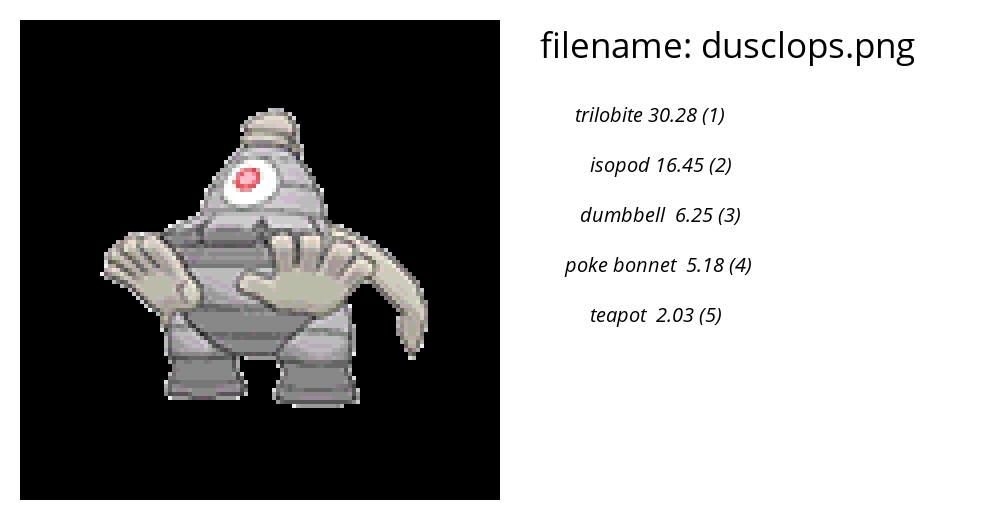 filename: dusclops.png
trilobite 30.28 (1)
isopod 16.45 (2)
dumbbell 6.25 (3)
poke bonnet 5.18 (4)
teapot 2.03 (5)